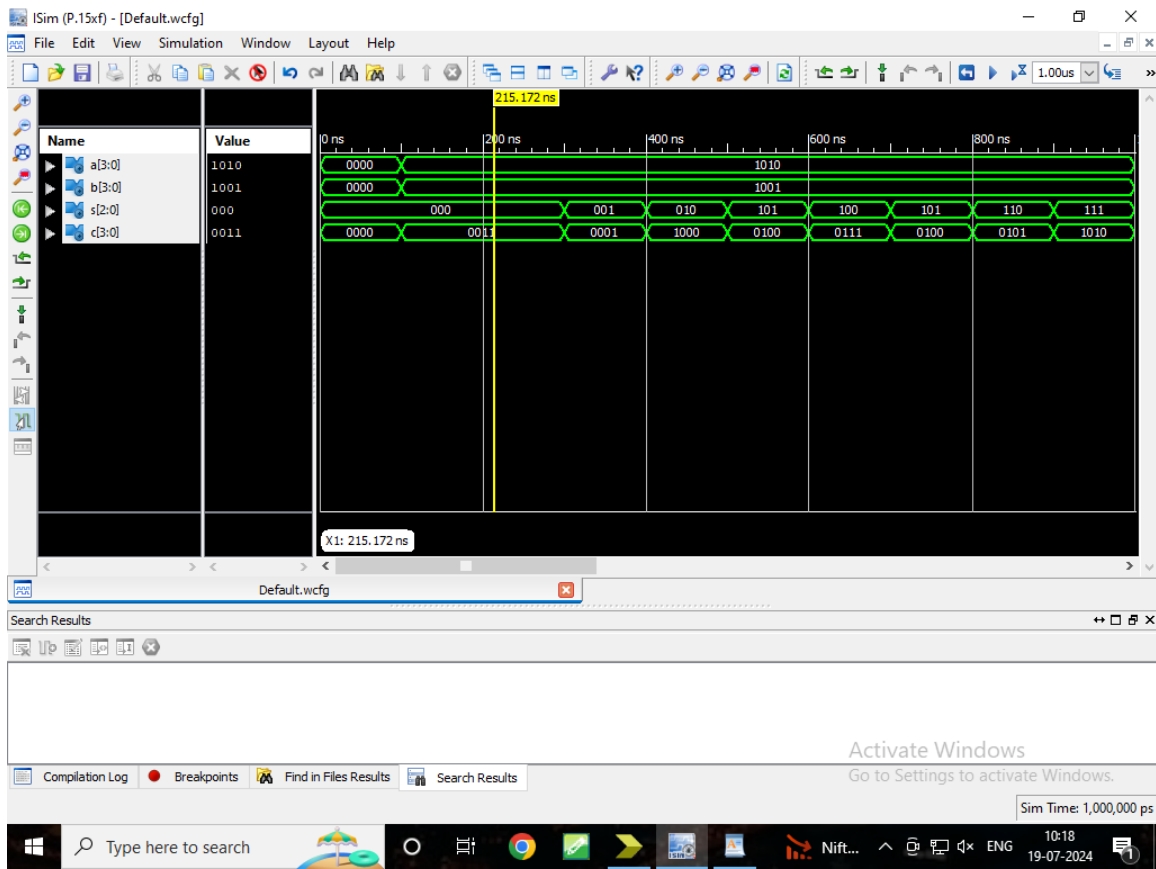 ISim (P.15xf) - [Default.wcfg]
File Edit View Simulation Window Layout Help
1.00us
215.172 ns
Name Value
0 ns 200 ns 400 ns 600 ns 800 ns
a[3:0] 1010 0000 1010
b[3:0] 1001 0000 1001
s[2:0] 000 000 001 010 101 100 101 110 111
c[3:0] 0011 0000 0011 0001 1000 0100 0111 0100 0101 1010
X1: 215.172 ns
Default.wcfg
Search Results
Activate Windows
Go to Settings to activate Windows.
Compilation Log Breakpoints Find in Files Results Search Results
Sim Time: 1,000,000 ps
Type here to search
ISIM
Nift... ENG
10:18
19-07-2024
1